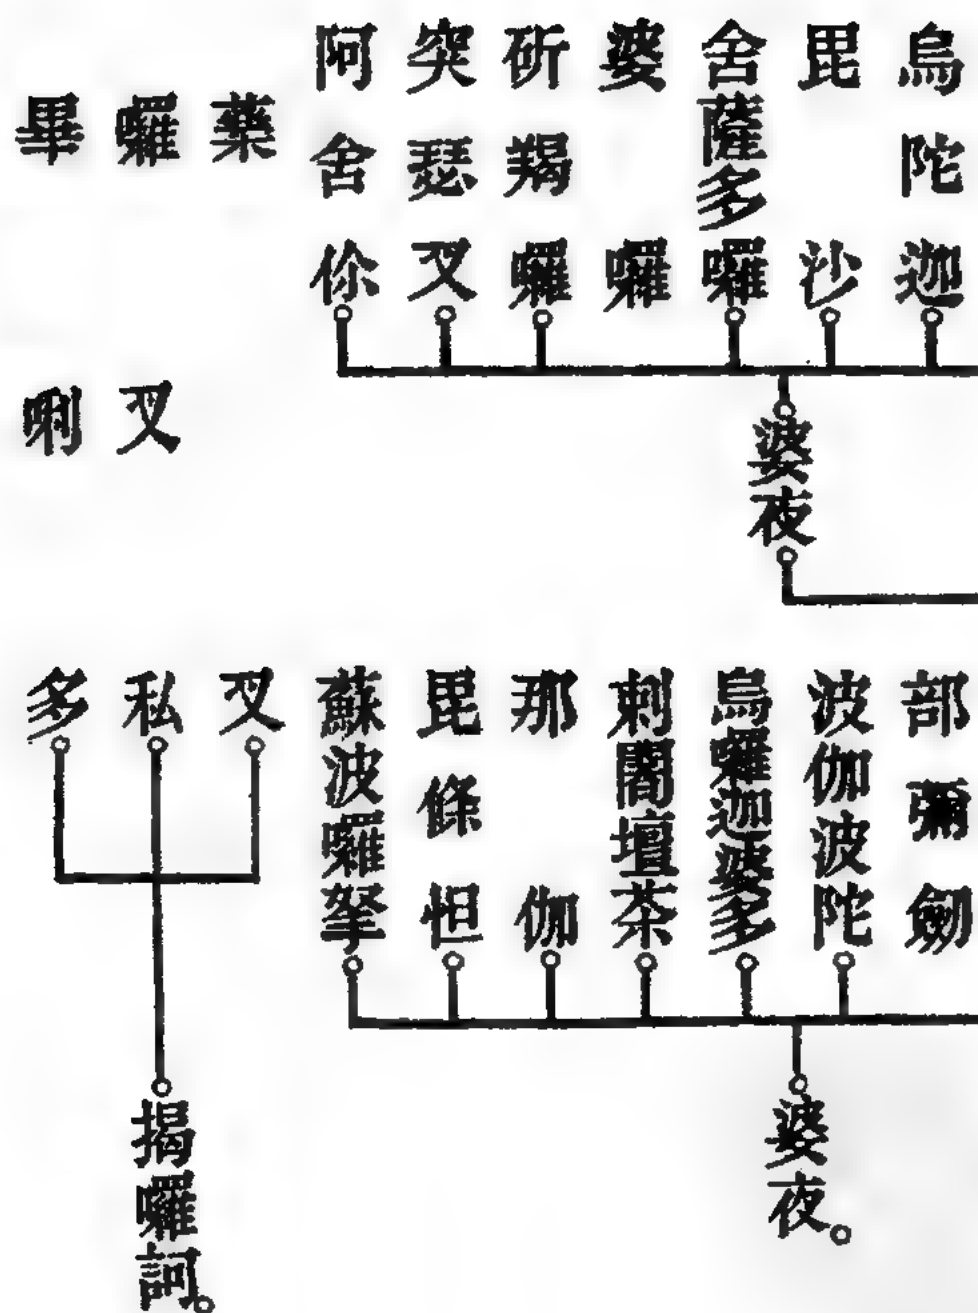 烏陀迦
毘沙
舍薩多囉
婆囉
斫羯囉
突瑟叉
阿舍你
婆夜
部彌劒
波伽波陀
烏囉迦婆多
剌闍壇茶
那伽
毘條怛
蘇波囉拏
婆夜。
藥叉
囉叉私
畢唎多
揭囉訶。